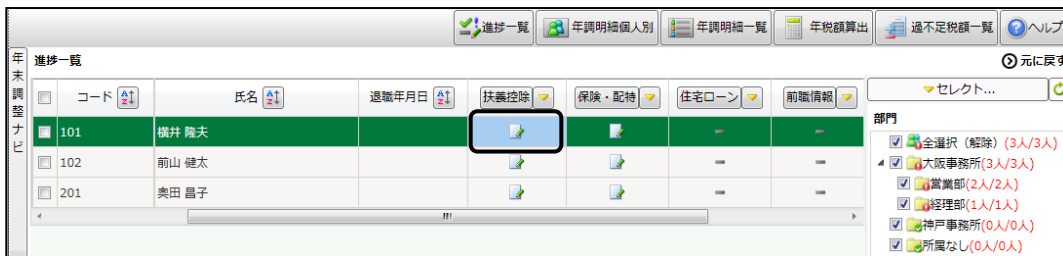 進捗一覧 年調明細個人別 年調明細一覧 年税額算出 過不足税額一覧 ヘルプ
年末調整ナビ
進捗一覧 元に戻す
コード 氏名 退職年月日 扶養控除 保険・配特 住宅ローン 前職情報
101 横井 隆夫
102 前山 健太
201 奥田 昌子
セレクト...
部門
全選択（解除）(3人/3人)
大阪事務所(3人/3人)
営業部(2人/2人)
経理部(1人/1人)
神戸事務所(0人/0人)
所属なし(0人/0人)